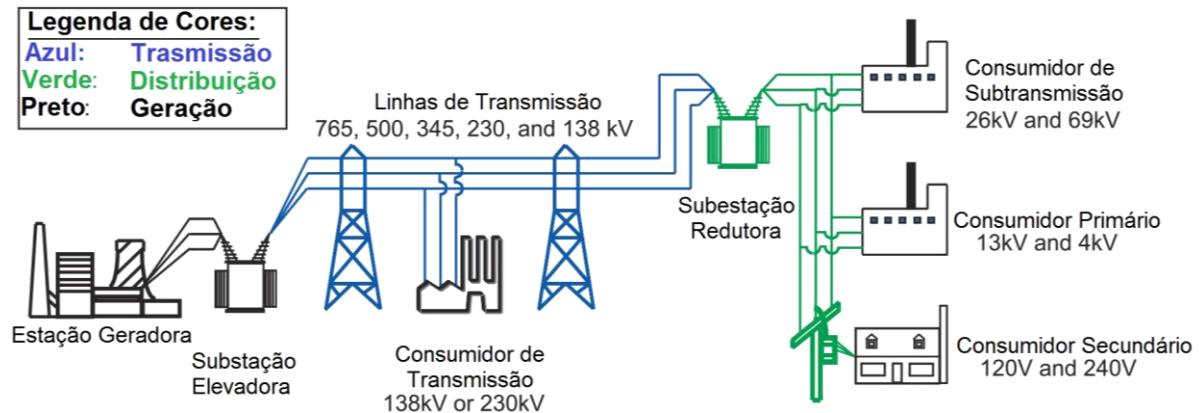 Legenda de Cores:
Azul: Trasmissão
Verde: Distribuição
Preto: Geração
Linhas de Transmissão
765, 500, 345, 230, and 138 kV
Estação Geradora
Substação
Elevadora
Consumidor de
Transmissão
138kV or 230kV
Subestação
Redutora
Consumidor de
Subtransmissão
26kV and 69kV
Consumidor Primário
13kV and 4kV
Consumidor Secundário
120V and 240V